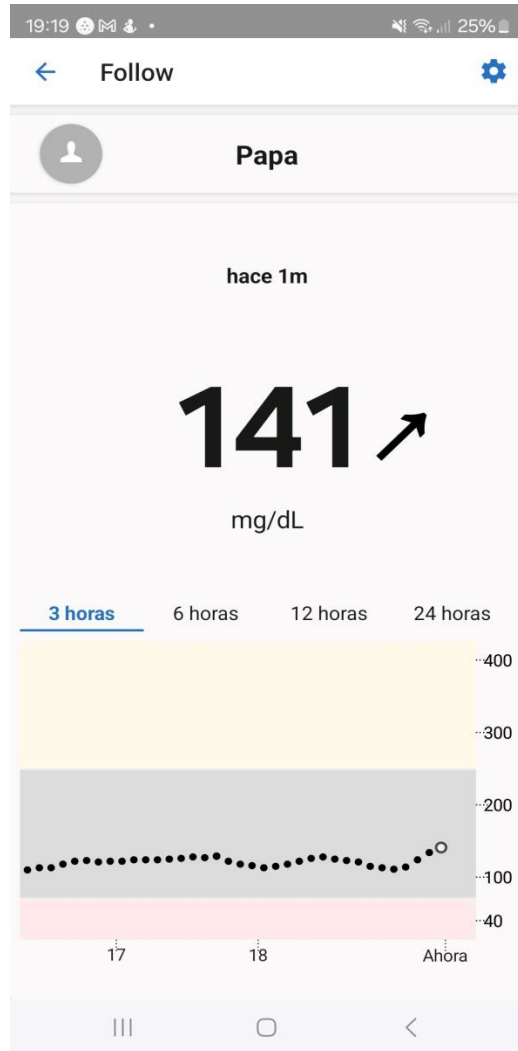 19:19 25%
Follow
Papa
hace 1m
141
mg/dL
3 horas 6 horas 12 horas 24 horas
400
300
200
100
40
17 18 Ahora